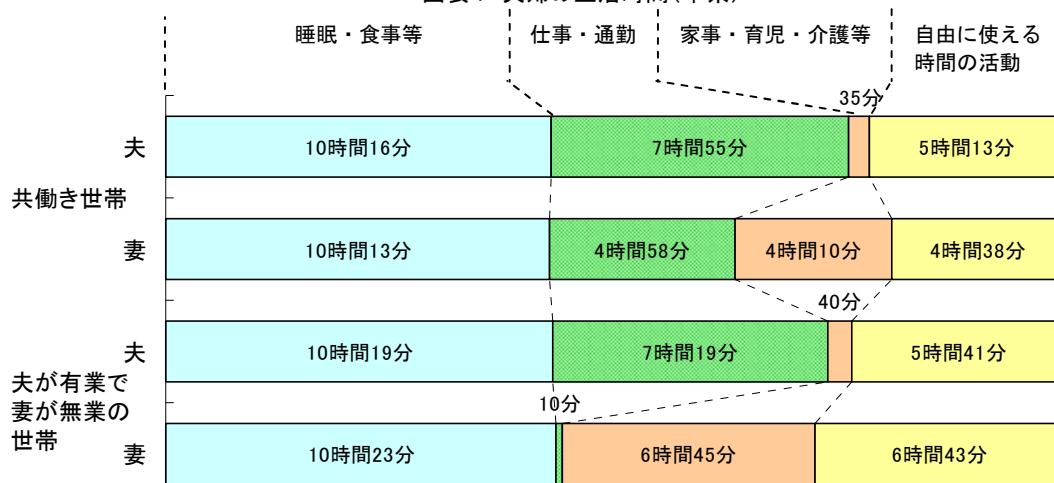 睡眠・食事等
仕事・通勤
家事・育児・介護等
自由に使える
時間の活動
35分
夫
10時間16分
7時間55分
5時間13分
共働き世帯
妻
10時間13分
4時間58分
4時間10分
4時間38分
40分
夫
10時間19分
7時間19分
5時間41分
夫が有業で
妻が無業の
世帯
10分
妻
10時間23分
6時間45分
6時間43分